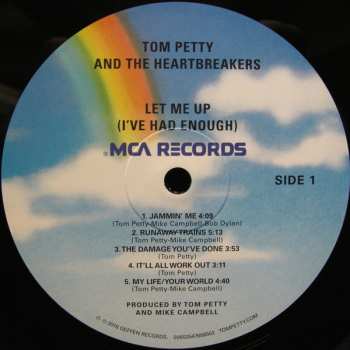 TOM PETTY
AND THE HEARTBREAKERS
LET ME UP
(I'VE HAD ENOUGH)
MCA RECORDS
SIDE 1
1. JAMMIN' ME 4:09
(Tom Petty-Mike Campbell-Bob Dylan)
2. RUNAWAY TRAINS 5:13
(Tom Petty-Mike Campbell)
3. THE DAMAGE YOU'VE DONE 3:53
(Tom Petty)
4. IT'LL ALL WORK OUT 3:11
(Tom Petty)
5. MY LIFE/YOUR WORLD 4:40
(Tom Petty-Mike Campbell)
PRODUCED BY TOM PETTY
AND MIKE CAMPBELL
GEFFEN RECORDS. TOMPETTY.COM